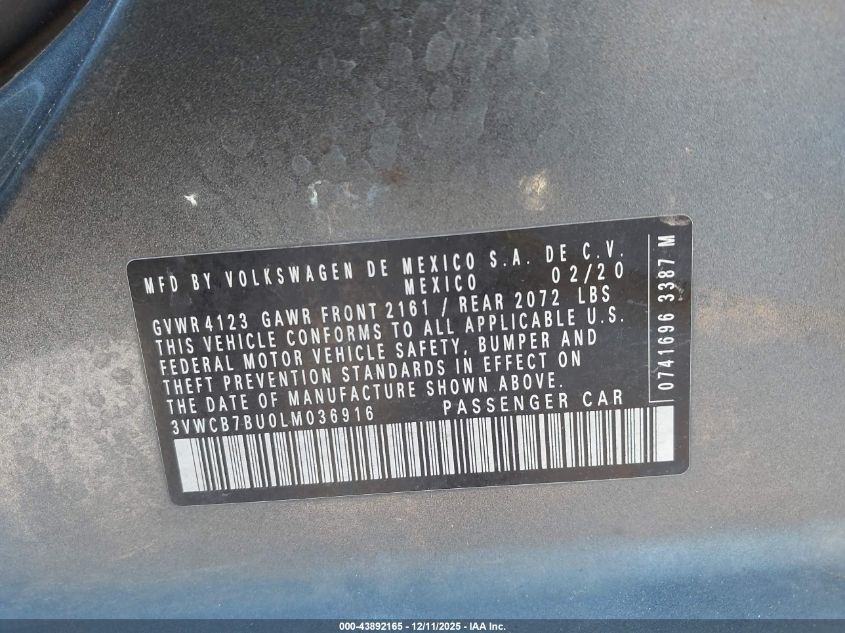 MFD BY VOLKSWAGEN DE MEXICO S.A. DE C.V.
MEXICO 02/20
GVWR 4123 GAWR FRONT 2161 / REAR 2072 LBS
THIS VEHICLE CONFORMS TO ALL APPLICABLE U.S.
FEDERAL MOTOR VEHICLE SAFETY, BUMPER AND
THEFT PREVENTION STANDARDS IN EFFECT ON
THE DATE OF MANUFACTURE SHOWN ABOVE.
3VWCB7BU0LM036916 PASSENGER CAR
0741696 3387 M
000-43892165 - 12/11/2025 - IAA Inc.